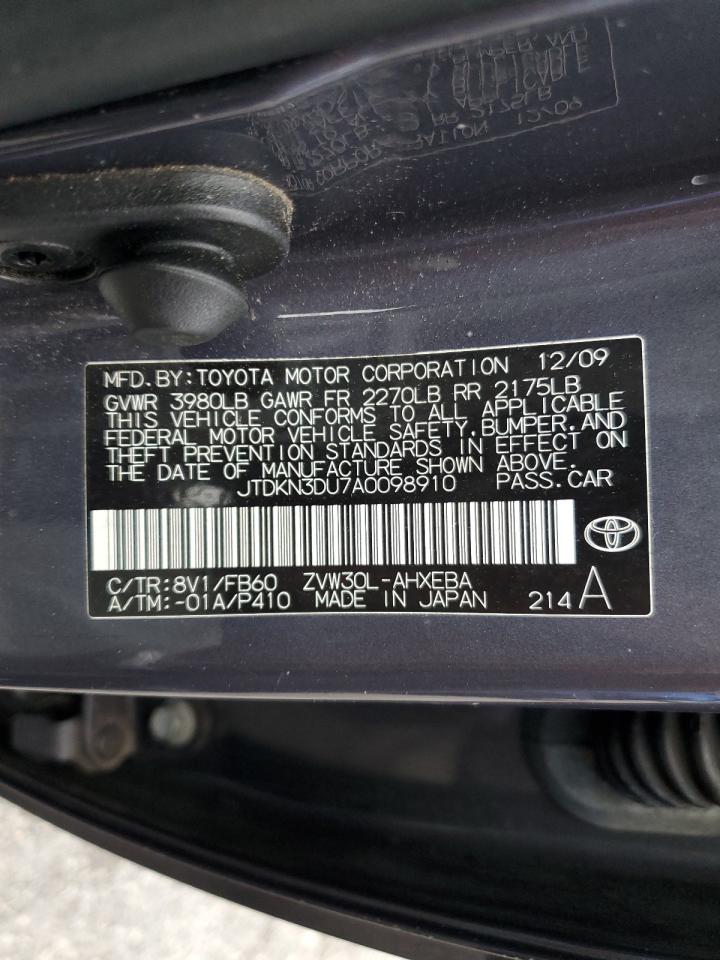 MFD. BY: TOYOTA MOTOR CORPORATION 12/09
GVWR 3980LB GAWR FR 2270LB RR 2175LB
THIS VEHICLE CONFORMS TO ALL APPLICABLE
FEDERAL MOTOR VEHICLE SAFETY, BUMPER, AND
THEFT PREVENTION STANDARDS IN EFFECT ON
THE DATE OF MANUFACTURE SHOWN ABOVE.
JTDKN3DU7A0098910 PASS. CAR
C/TR: 8V1/FB60 ZVW30L-AHXEBA
A/TM: -01A/P410 MADE IN JAPAN 214 A